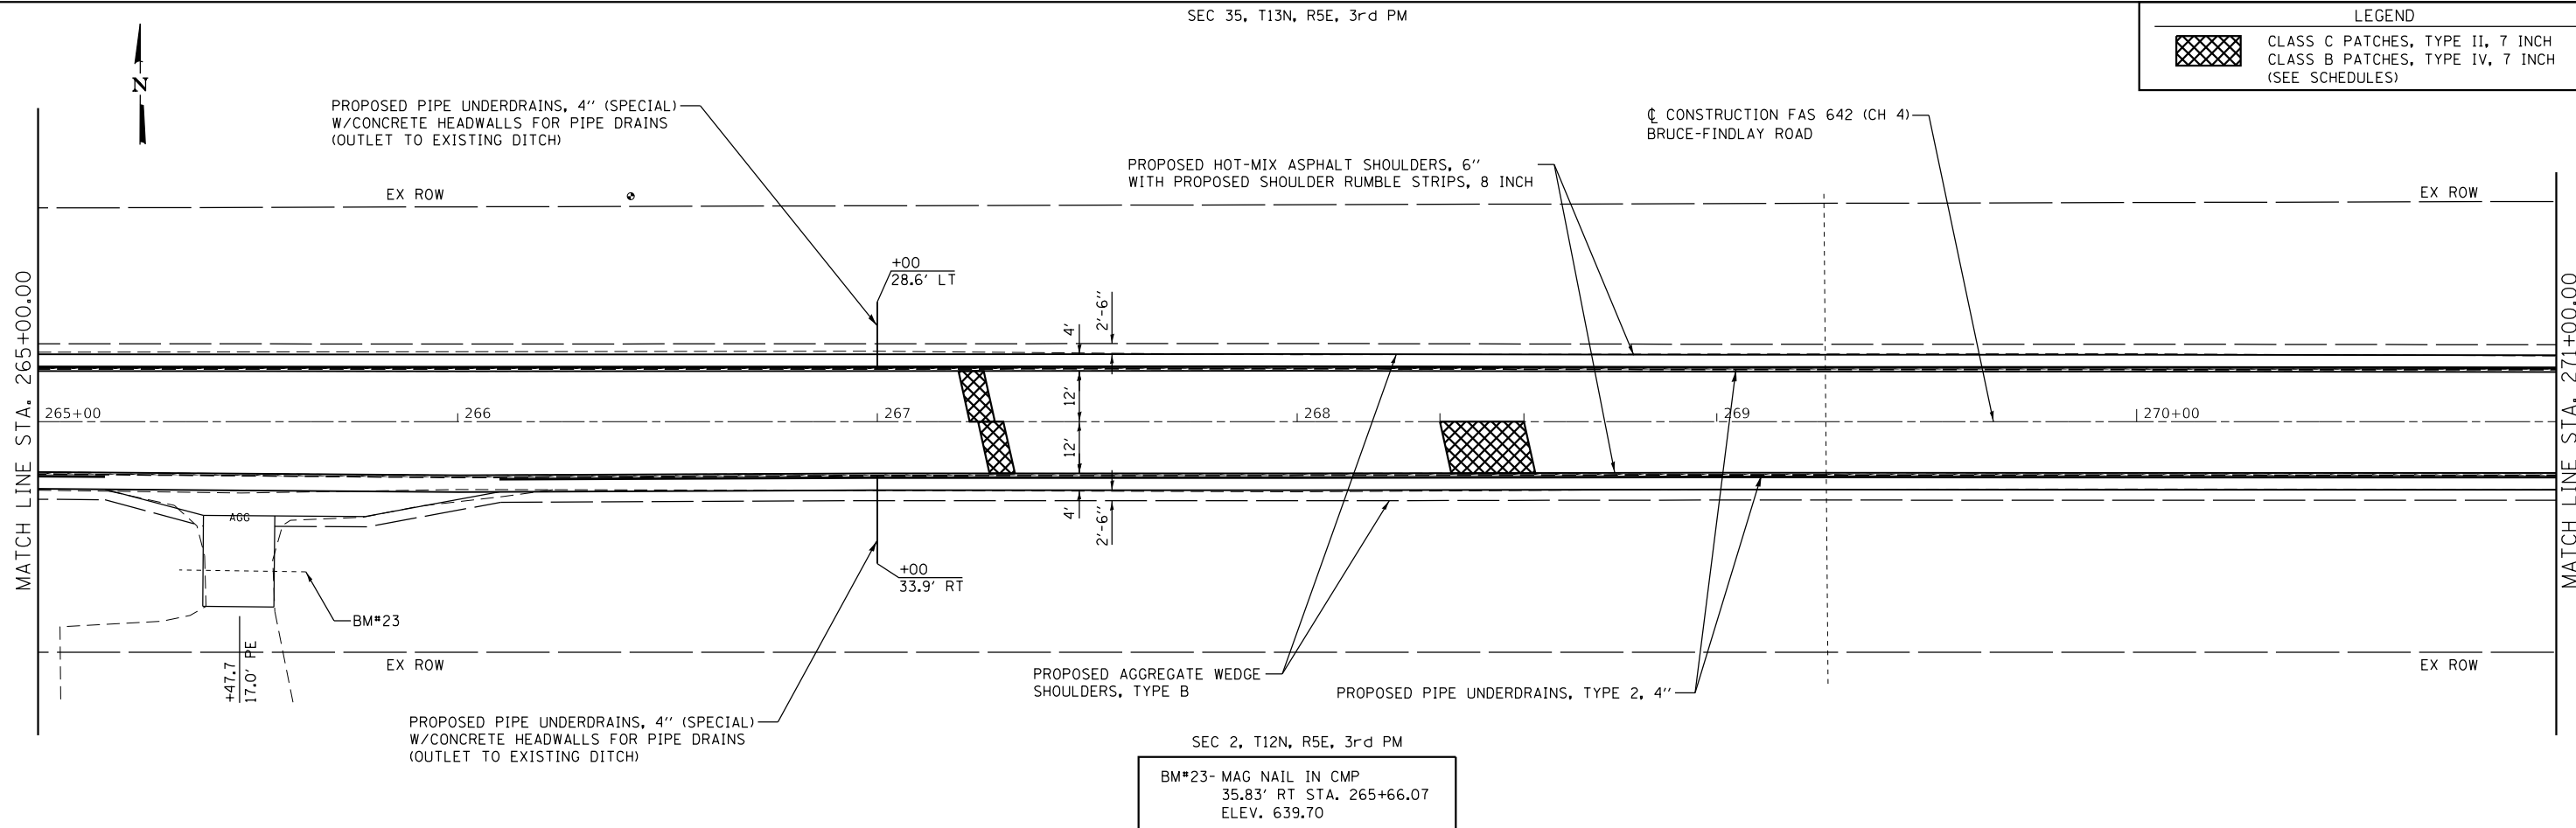 SEC 35, T13N, R5E, 3rd PM
LEGEND
CLASS C PATCHES, TYPE II, 7 INCH
CLASS B PATCHES, TYPE IV, 7 INCH
(SEE SCHEDULES)
N
PROPOSED PIPE UNDERDRAINS, 4'' (SPECIAL)
W/CONCRETE HEADWALLS FOR PIPE DRAINS
(OUTLET TO EXISTING DITCH)
℄ CONSTRUCTION FAS 642 (CH 4)
BRUCE-FINDLAY ROAD
PROPOSED HOT-MIX ASPHALT SHOULDERS, 6''
WITH PROPOSED SHOULDER RUMBLE STRIPS, 8 INCH
EX ROW
EX ROW
+00
28.6' LT
MATCH LINE STA. 265+00.00
MATCH LINE STA. 271+00.00
4'
2'-6''
12'
12'
4'
2'-6''
265+00
266
267
268
269
270+00
AGG
+00
33.9' RT
BM#23
+47.7
17.0' PE
EX ROW
EX ROW
PROPOSED AGGREGATE WEDGE
SHOULDERS, TYPE B
PROPOSED PIPE UNDERDRAINS, TYPE 2, 4''
PROPOSED PIPE UNDERDRAINS, 4'' (SPECIAL)
W/CONCRETE HEADWALLS FOR PIPE DRAINS
(OUTLET TO EXISTING DITCH)
SEC 2, T12N, R5E, 3rd PM
BM#23- MAG NAIL IN CMP
35.83' RT STA. 265+66.07
ELEV. 639.70